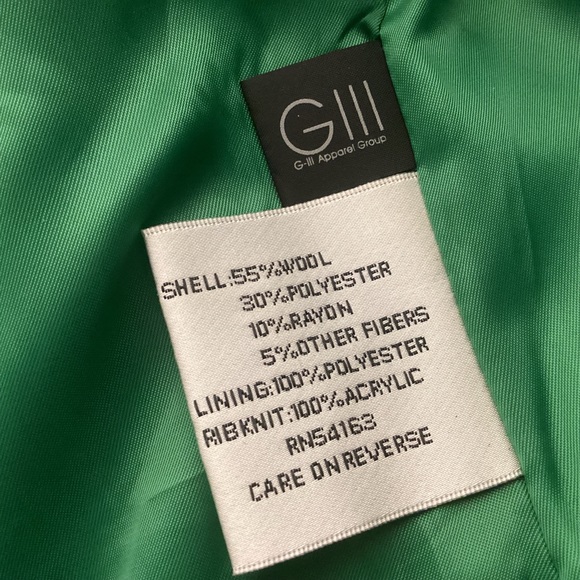 GIII
G-III Apparel Group
SHELL:55%WOOL
30%POLYESTER
10%RAYON
5%OTHER FIBERS
LINING:100%POLYESTER
RIBKNIT:100%ACRYLIC
RN54163
CARE ON REVERSE